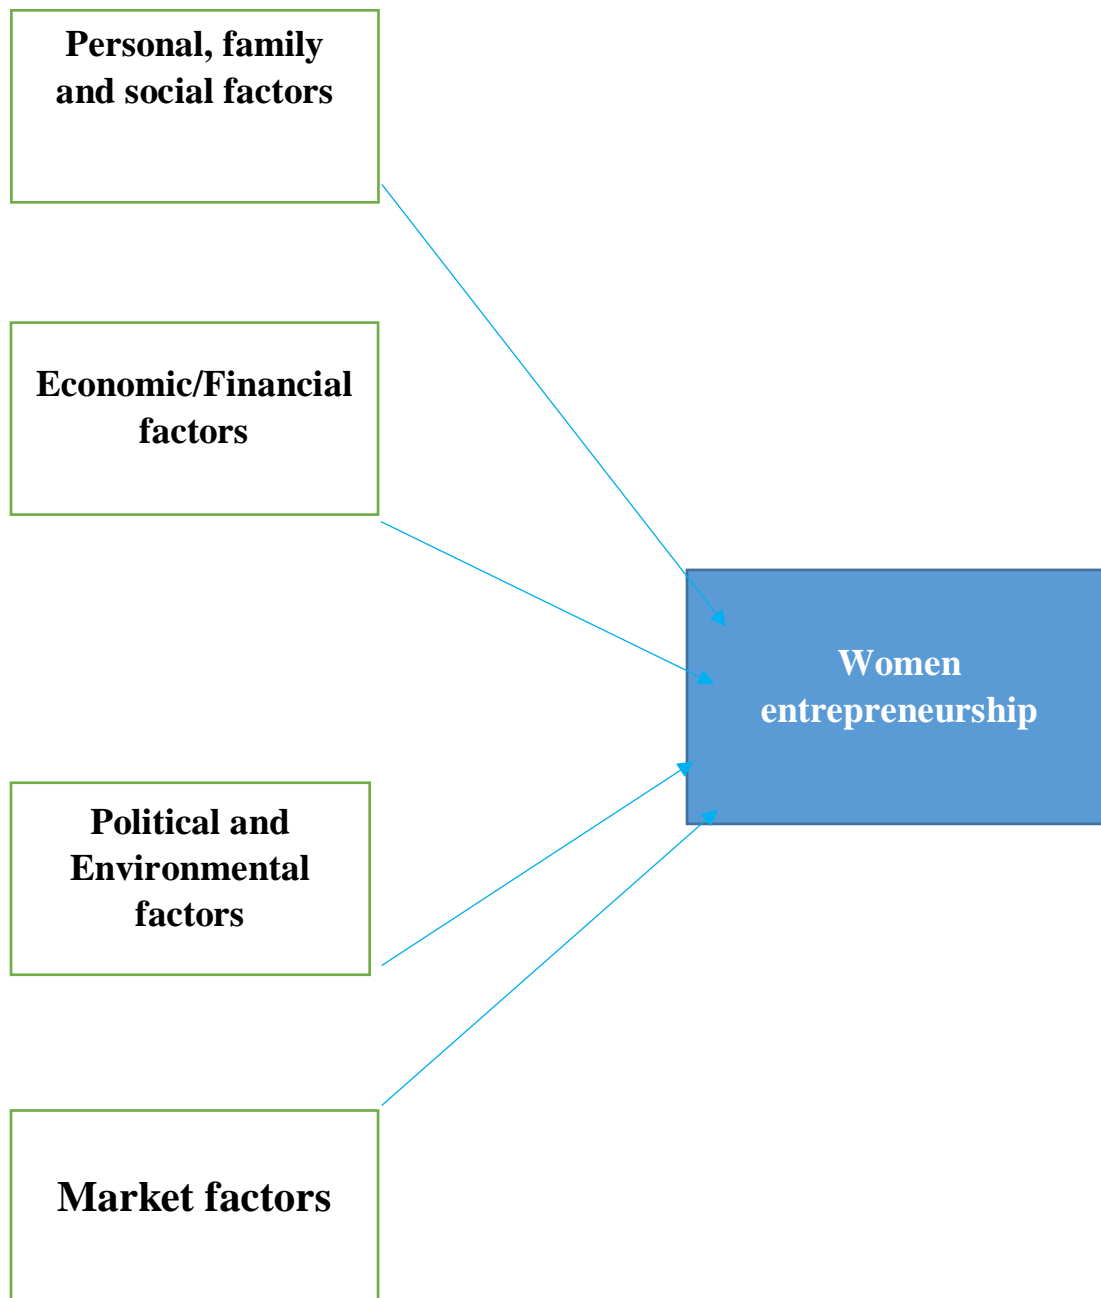 Personal, family
and social factors
Economic/Financial
factors
Women
entrepreneurship
Political and
Environmental
factors
Market factors